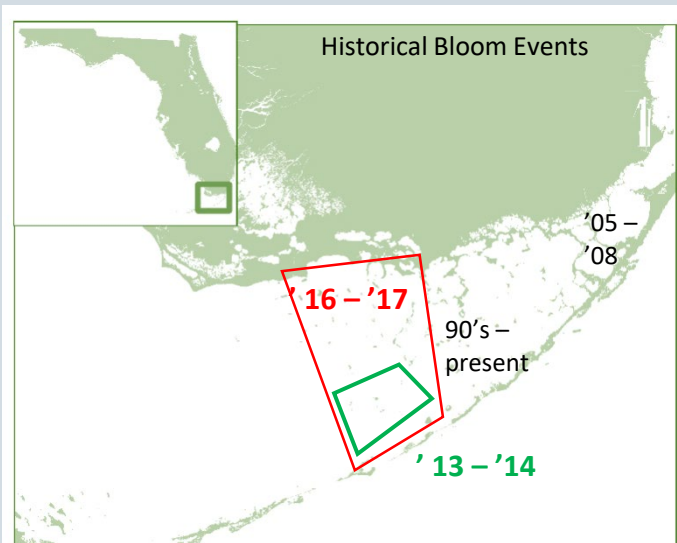 Historical Bloom Events
'05 –
'08
' 16 – '17
90's –
present
' 13 – '14